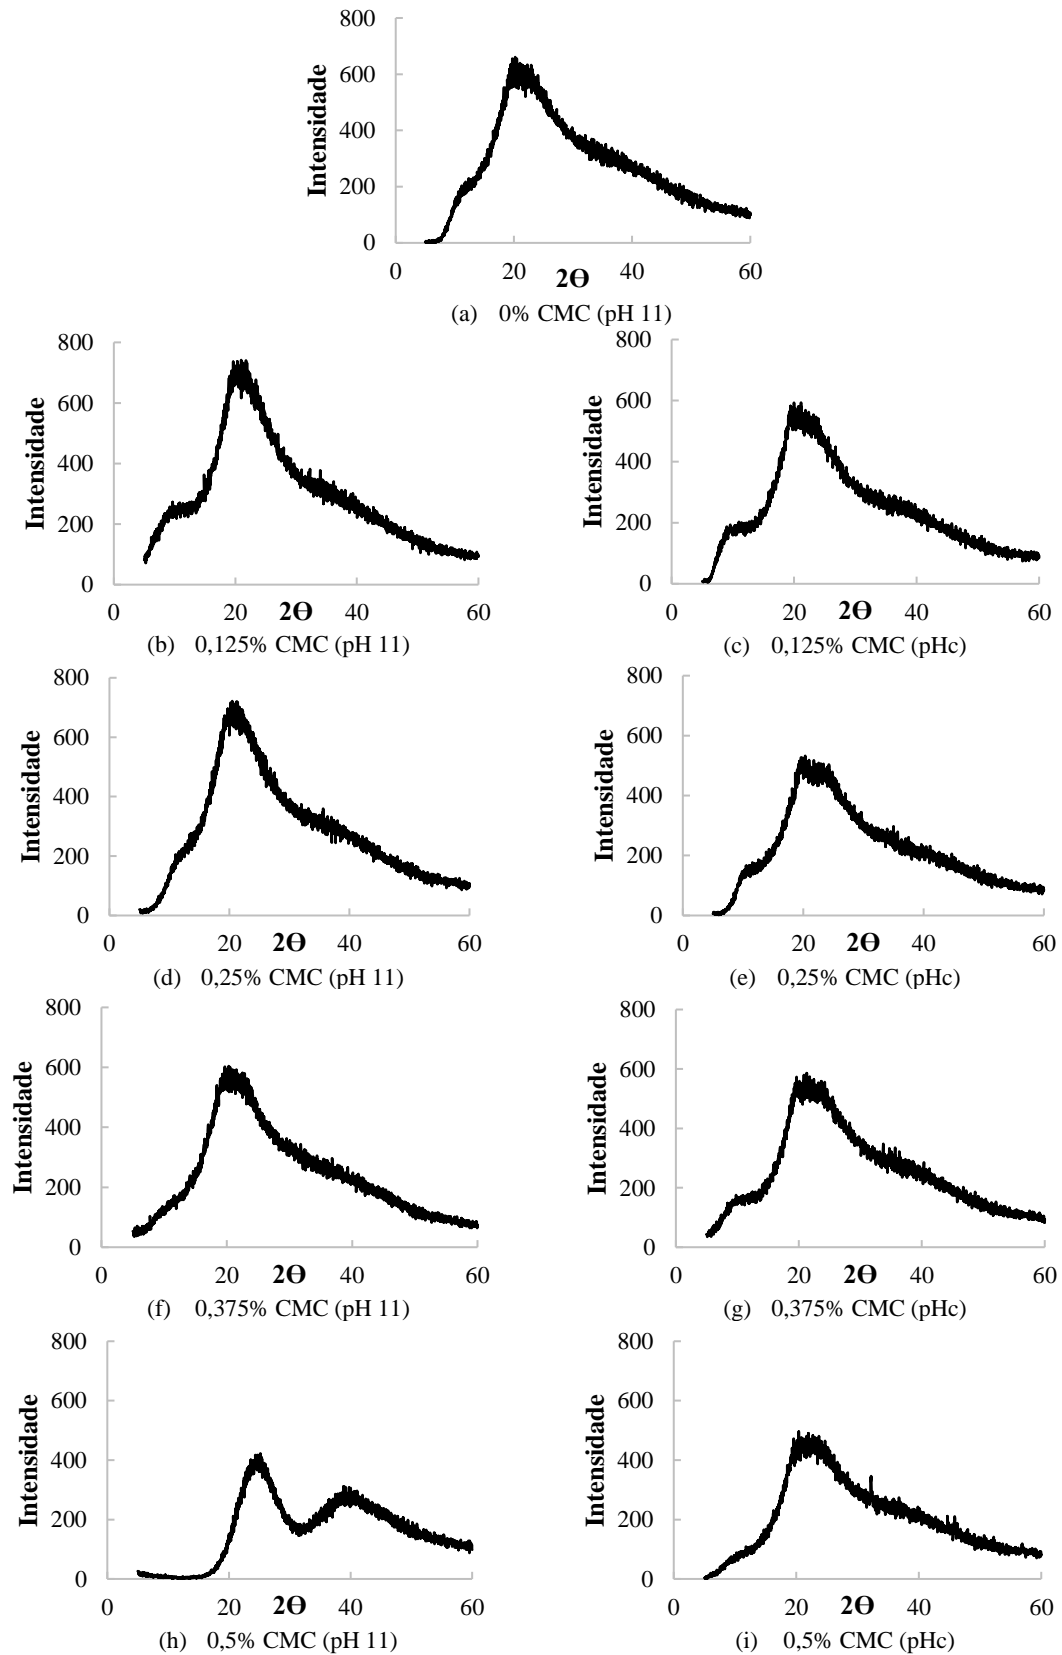 800
600
400
200
0
Intensidade
0 20 40 60
2Θ
(a) 0% CMC (pH 11)
800
600
400
200
0
Intensidade
0 20 40 60
2Θ
(b) 0,125% CMC (pH 11)
800
600
400
200
0
Intensidade
0 20 40 60
2Θ
(c) 0,125% CMC (pHc)
800
600
400
200
0
Intensidade
0 20 40 60
2Θ
(d) 0,25% CMC (pH 11)
800
600
400
200
0
Intensidade
0 20 40 60
2Θ
(e) 0,25% CMC (pHc)
800
600
400
200
0
Intensidade
0 20 40 60
2Θ
(f) 0,375% CMC (pH 11)
800
600
400
200
0
Intensidade
0 20 40 60
2Θ
(g) 0,375% CMC (pHc)
800
600
400
200
0
Intensidade
0 20 40 60
2Θ
(h) 0,5% CMC (pH 11)
800
600
400
200
0
Intensidade
0 20 40 60
2Θ
(i) 0,5% CMC (pHc)